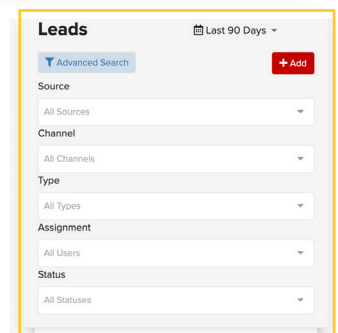 Leads
Last 90 Days
Advanced Search
+ Add
Source
All Sources
Channel
All Channels
Type
All Types
Assignment
All Users
Status
All Statuses